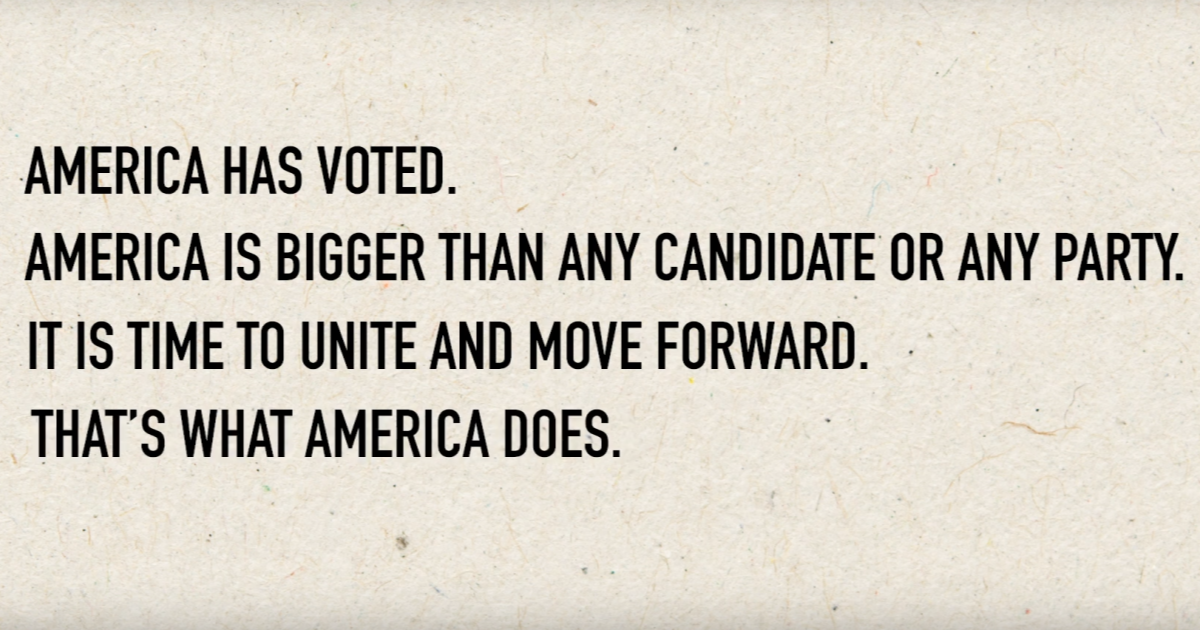 AMERICA HAS VOTED.
AMERICA IS BIGGER THAN ANY CANDIDATE OR ANY PARTY.
IT IS TIME TO UNITE AND MOVE FORWARD.
THAT’S WHAT AMERICA DOES.